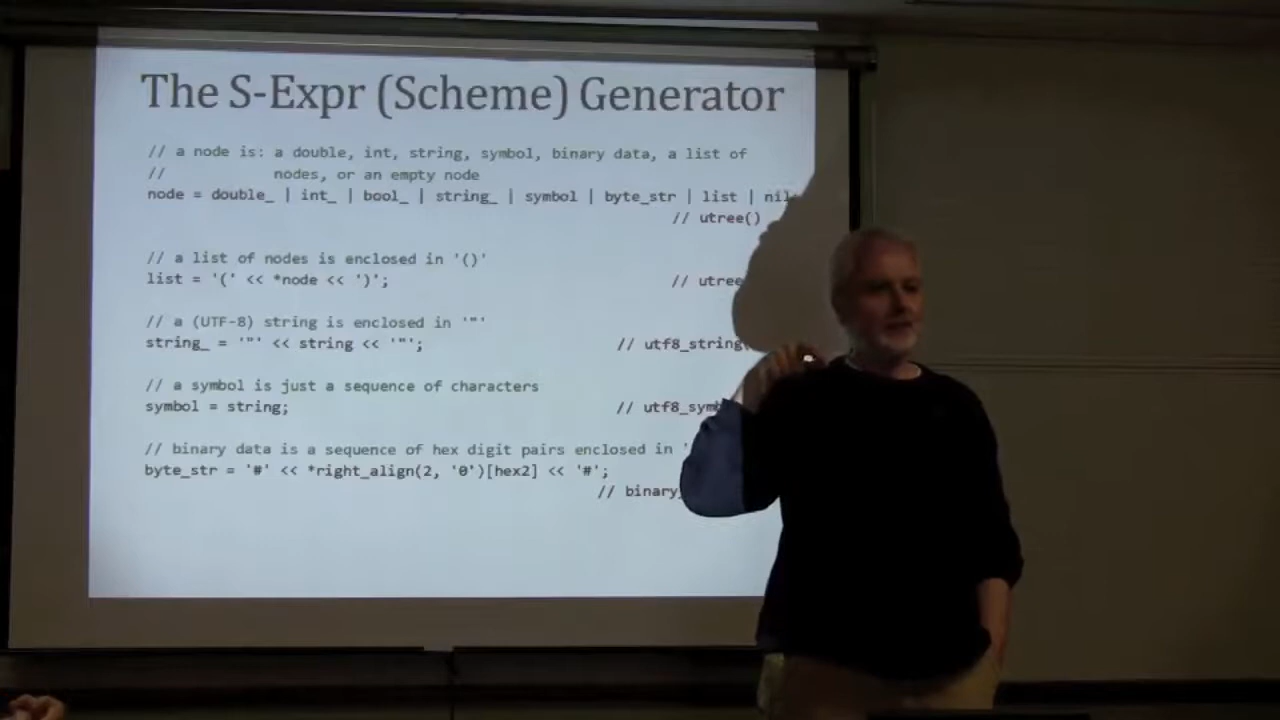 The S-Expr (Scheme) Generator
// a node is: a double, int, string, symbol, binary data, a list of
// nodes, or an empty node
node = double_ | int_ | bool_ | string_ | symbol | byte_str | list | nil
// utree()
// a list of nodes is enclosed in '()'
list = '(' << *node << ')';
// utree
// a (UTF-8) string is enclosed in '"'
string_ = '"' << string << '"';
// utf8_string
// a symbol is just a sequence of characters
symbol = string;
// utf8_symb
// binary data is a sequence of hex digit pairs enclosed in '
byte_str = '#' << *right_align(2, '0')[hex2] << '#';
// binary_